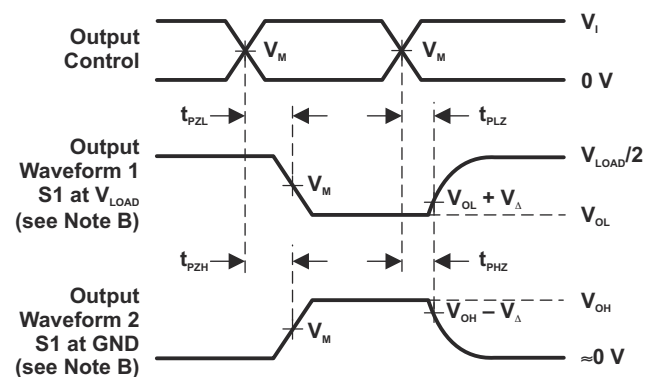 Output
Control
V_M
V_M
V_I
0 V
t_PZL
t_PLZ
Output
Waveform 1
S1 at V_LOAD
(see Note B)
V_M
V_OL + V_Δ
V_LOAD/2
V_OL
t_PZH
t_PHZ
Output
Waveform 2
S1 at GND
(see Note B)
V_M
V_OH − V_Δ
V_OH
≈0 V